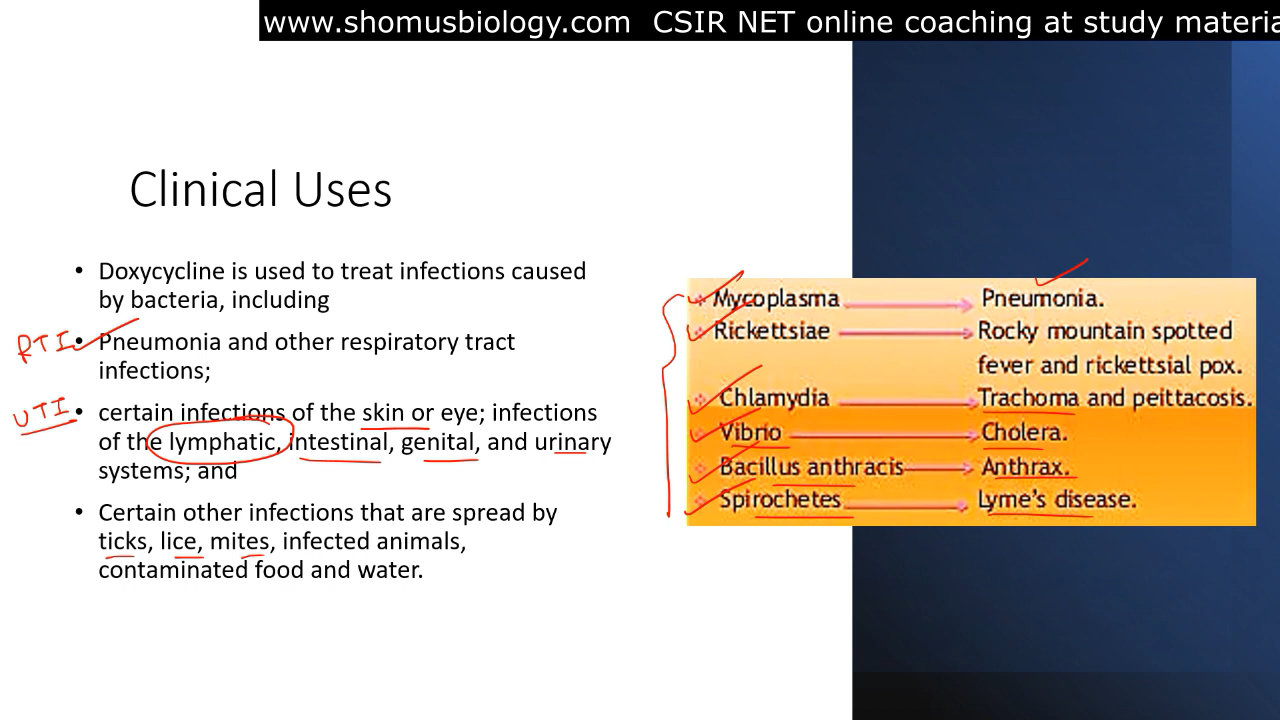 www.shomusbiology.com CSIR NET online coaching at study materia
Clinical Uses
• Doxycycline is used to treat infections caused
by bacteria, including
RTI
• Pneumonia and other respiratory tract
infections;
UTI
• certain infections of the skin or eye; infections
of the lymphatic, intestinal, genital, and urinary
systems; and
• Certain other infections that are spread by
ticks, lice, mites, infected animals,
contaminated food and water.
Mycoplasma Pneumonia.
Rickettsiae Rocky mountain spotted
fever and rickettsial pox.
Chlamydia Trachoma and peittacosis.
Vibrio Cholera.
Bacillus anthracis Anthrax.
Spirochetes Lyme's disease.